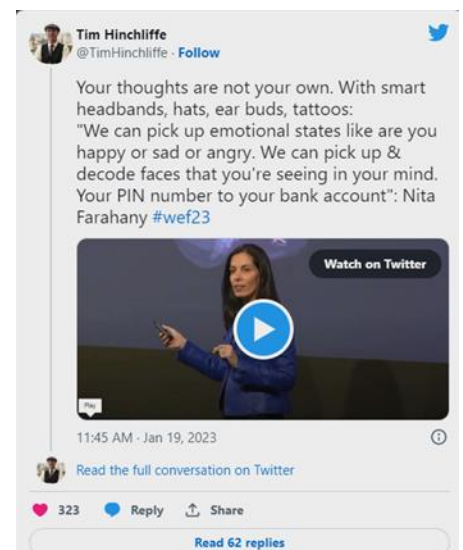 Tim Hinchliffe
@TimHinchliffe · Follow
Your thoughts are not your own. With smart
headbands, hats, ear buds, tattoos:
"We can pick up emotional states like are you
happy or sad or angry. We can pick up &
decode faces that you're seeing in your mind.
Your PIN number to your bank account": Nita
Farahany #wef23
Watch on Twitter
Play
11:45 AM · Jan 19, 2023
Read the full conversation on Twitter
323 Reply Share
Read 62 replies